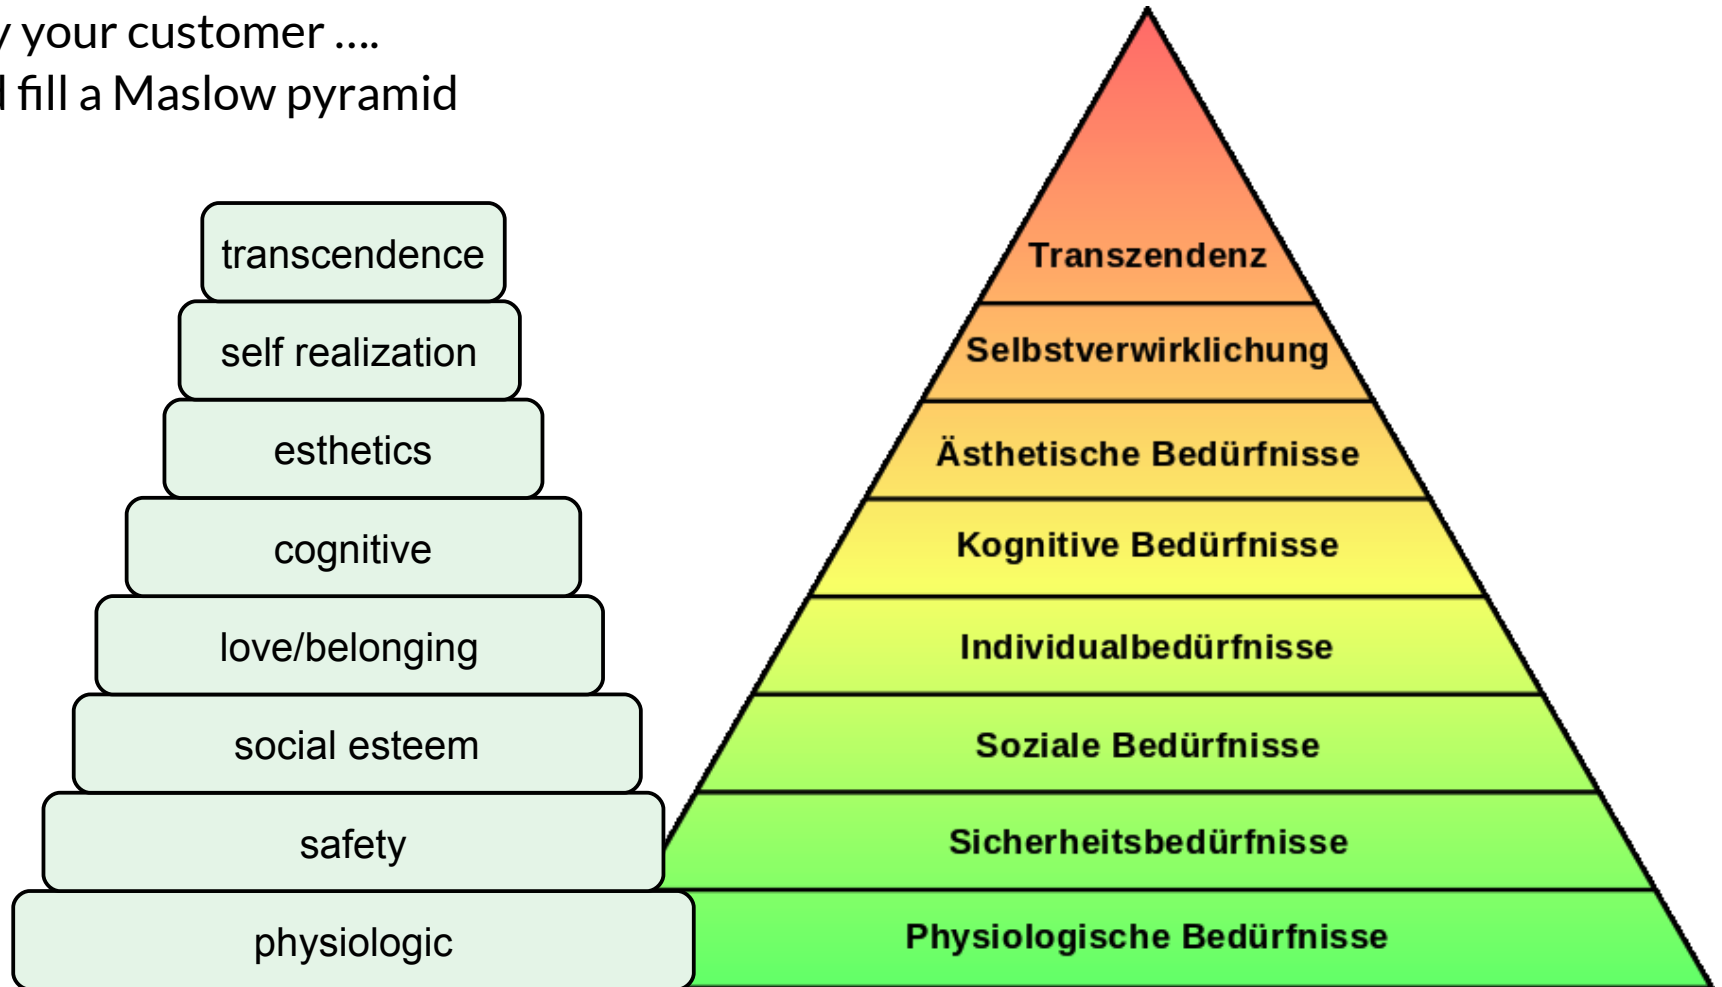 your customer ....
fill a Maslow pyramid
transcendence
self realization
esthetics
cognitive
love/belonging
social esteem
safety
physiologic
Transzendenz
Selbstverwirklichung
Ästhetische Bedürfnisse
Kognitive Bedürfnisse
Individualbedürfnisse
Soziale Bedürfnisse
Sicherheitsbedürfnisse
Physiologische Bedürfnisse